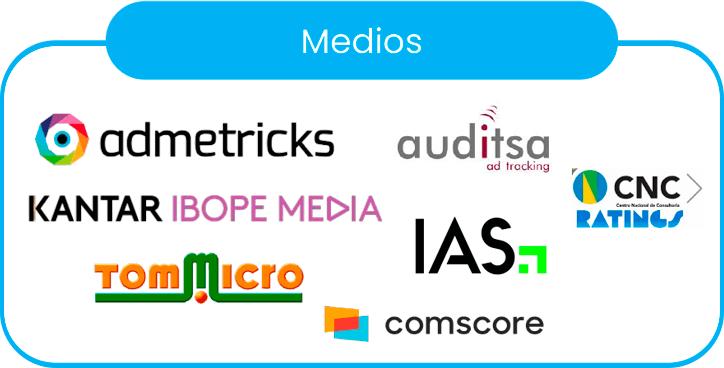 Medios
admetricks
auditsa
ad tracking
CNC
Centro Nacional de Consultoría
RATINGS
KANTAR IBOPE MEDIA
IAS
TOMMICRO
comscore